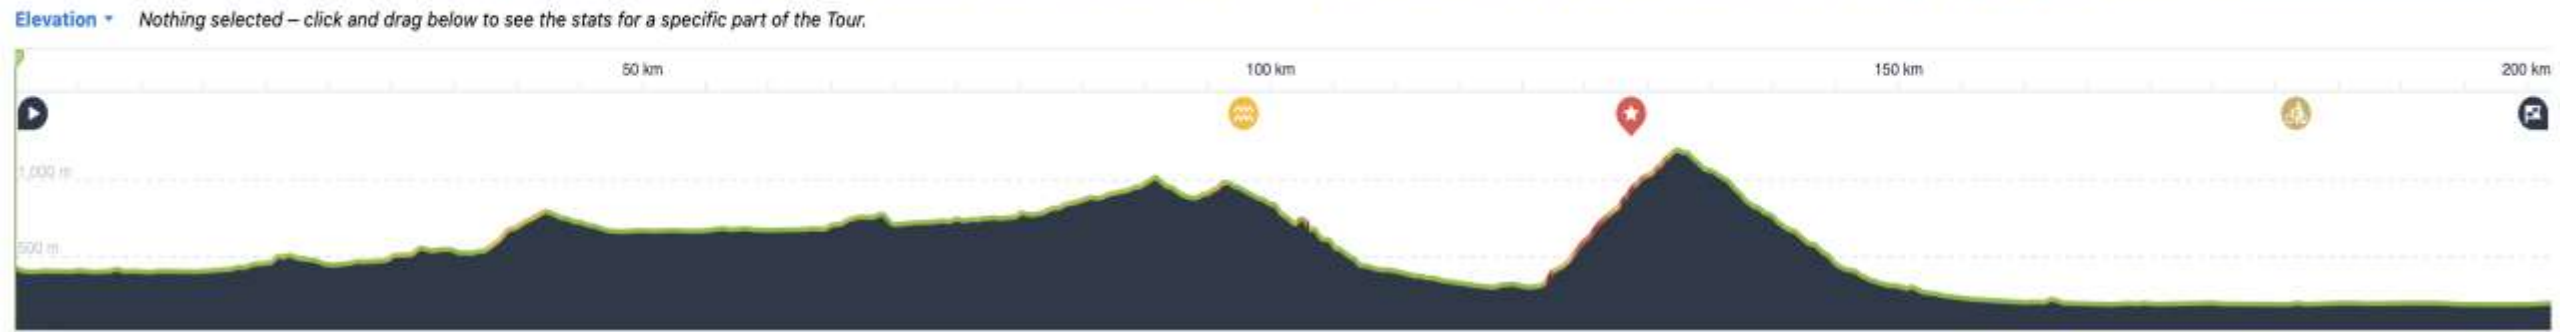 Elevation Nothing selected – click and drag below to see the stats for a specific part of the Tour.
50 km 100 km 150 km 200 km
1,000 m
500 m